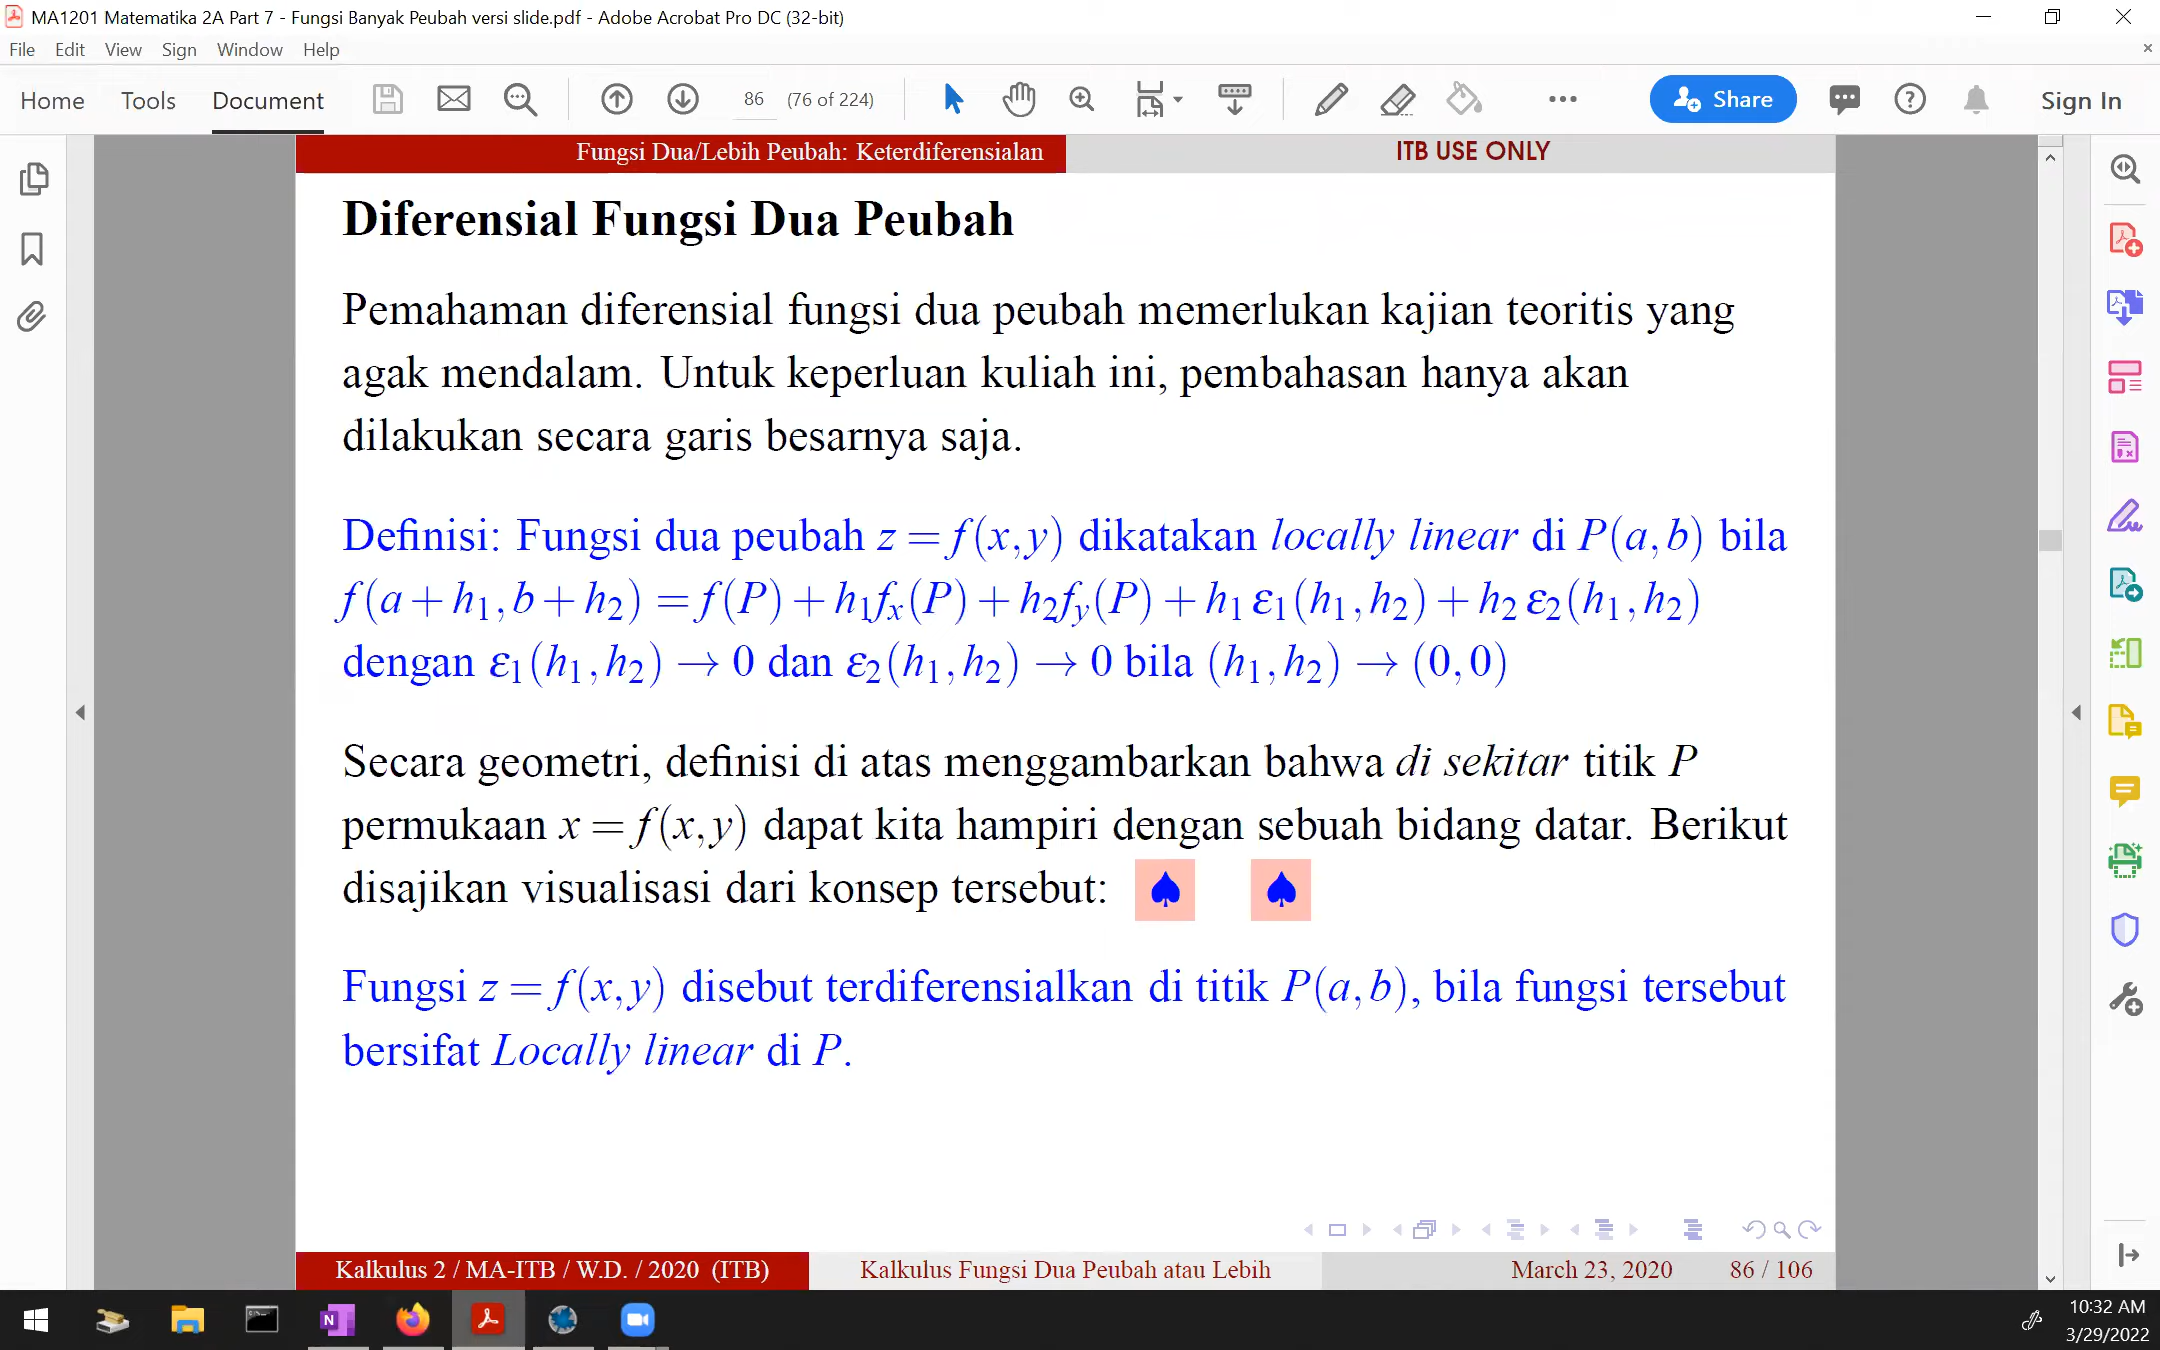 MA1201 Matematika 2A Part 7 - Fungsi Banyak Peubah versi slide.pdf - Adobe Acrobat Pro DC (32-bit)
File Edit View Sign Window Help
Home Tools Document 86 (76 of 224) Share Sign In
Fungsi Dua/Lebih Peubah: Keterdiferensialan ITB USE ONLY
Diferensial Fungsi Dua Peubah
Pemahaman diferensial fungsi dua peubah memerlukan kajian teoritis yang
agak mendalam. Untuk keperluan kuliah ini, pembahasan hanya akan
dilakukan secara garis besarnya saja.
Definisi: Fungsi dua peubah z = f(x,y) dikatakan locally linear di P(a,b) bila
f(a+h₁,b+h₂) = f(P)+h₁fₓ(P)+h₂f_y(P)+h₁ε₁(h₁,h₂)+h₂ε₂(h₁,h₂)
dengan ε₁(h₁,h₂) → 0 dan ε₂(h₁,h₂) → 0 bila (h₁,h₂) → (0,0)
Secara geometri, definisi di atas menggambarkan bahwa di sekitar titik P
permukaan x = f(x,y) dapat kita hampiri dengan sebuah bidang datar. Berikut
disajikan visualisasi dari konsep tersebut: ♠ ♠
Fungsi z = f(x,y) disebut terdiferensialkan di titik P(a,b), bila fungsi tersebut
bersifat Locally linear di P.
Kalkulus 2 / MA-ITB / W.D. / 2020 (ITB) Kalkulus Fungsi Dua Peubah atau Lebih March 23, 2020 86 / 106
10:32 AM
3/29/2022